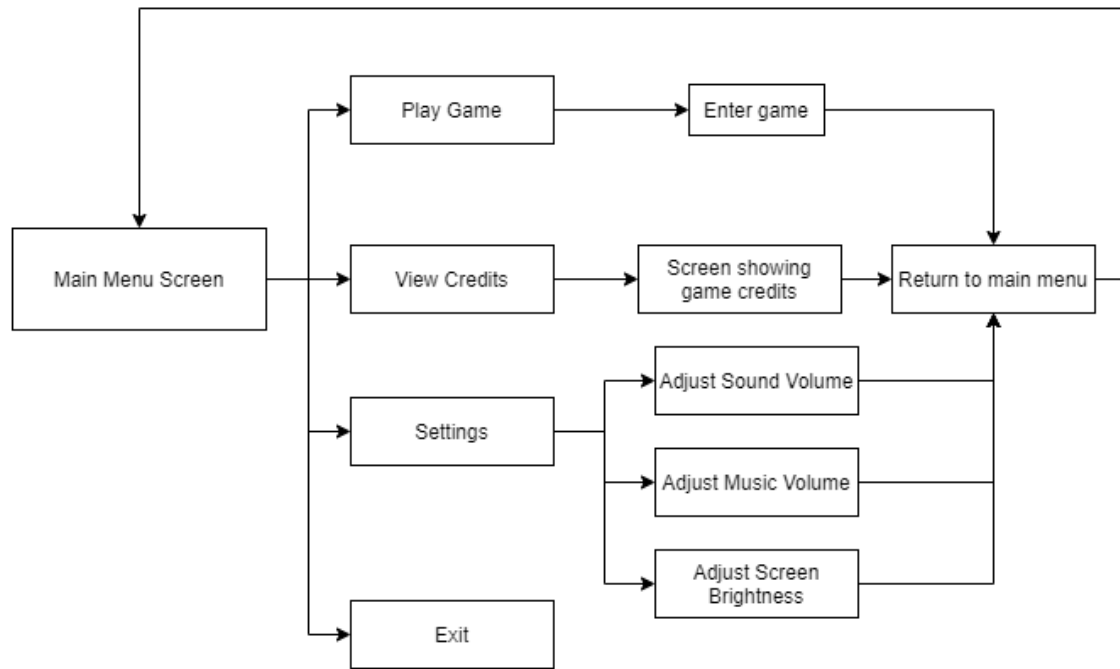 Play Game
Enter game
Main Menu Screen
View Credits
Screen showing
game credits
Return to main menu
Adjust Sound Volume
Settings
Adjust Music Volume
Adjust Screen
Brightness
Exit